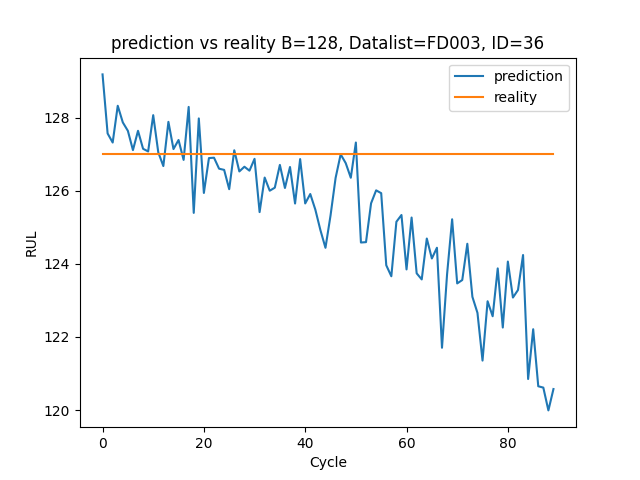 prediction vs reality B=128, Datalist=FD003, ID=36
prediction
reality
128
126
124
122
120
RUL
0 20 40 60 80
Cycle